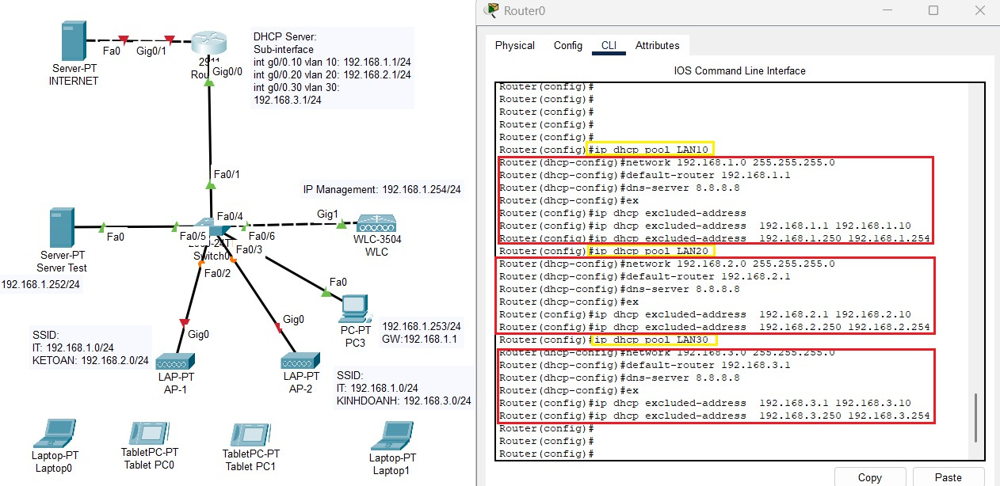 Server-PT
INTERNET
Fa0
Gig0/1
Gig0/0
DHCP Server:
Sub-interface
int g0/0.10 vlan 10: 192.168.1.1/24
int g0/0.20 vlan 20: 192.168.2.1/24
int g0/0.30 vlan 30:
192.168.3.1/24
Fa0/1
IP Management: 192.168.1.254/24
Fa0/4
Gig1
Fa0
Fa0/5
Fa0/6
WLC-3504
WLC
Server-PT
Server Test
Switch0
Fa0/3
Fa0/2
192.168.1.252/24
Fa0
Gig0
PC-PT
PC3
192.168.1.253/24
GW:192.168.1.1
SSID:
IT: 192.168.1.0/24
KETOAN: 192.168.2.0/24
Gig0
LAP-PT
AP-1
LAP-PT
AP-2
SSID:
IT: 192.168.1.0/24
KINHDOANH: 192.168.3.0/24
Laptop-PT
Laptop0
TabletPC-PT
Tablet PC0
TabletPC-PT
Tablet PC1
Laptop-PT
Laptop1
Router0
Physical Config CLI Attributes
IOS Command Line Interface
Router(config)#
Router(config)#
Router(config)#
Router(config)#
Router(config)#
Router(config)#ip dhcp pool LAN10
Router(dhcp-config)#network 192.168.1.0 255.255.255.0
Router(dhcp-config)#default-router 192.168.1.1
Router(dhcp-config)#dns-server 8.8.8.8
Router(dhcp-config)#ex
Router(config)#ip dhcp excluded-address
Router(config)#ip dhcp excluded-address 192.168.1.1 192.168.1.10
Router(config)#ip dhcp excluded-address 192.168.1.250 192.168.1.254
Router(config)#ip dhcp pool LAN20
Router(dhcp-config)#network 192.168.2.0 255.255.255.0
Router(dhcp-config)#default-router 192.168.2.1
Router(dhcp-config)#dns-server 8.8.8.8
Router(dhcp-config)#ex
Router(config)#ip dhcp excluded-address 192.168.2.1 192.168.2.10
Router(config)#ip dhcp excluded-address 192.168.2.250 192.168.2.254
Router(config)#ip dhcp pool LAN30
Router(dhcp-config)#network 192.168.3.0 255.255.255.0
Router(dhcp-config)#default-router 192.168.3.1
Router(dhcp-config)#dns-server 8.8.8.8
Router(dhcp-config)#ex
Router(config)#ip dhcp excluded-address 192.168.3.1 192.168.3.10
Router(config)#ip dhcp excluded-address 192.168.3.250 192.168.3.254
Router(config)#
Router(config)#
Router(config)#
Copy Paste